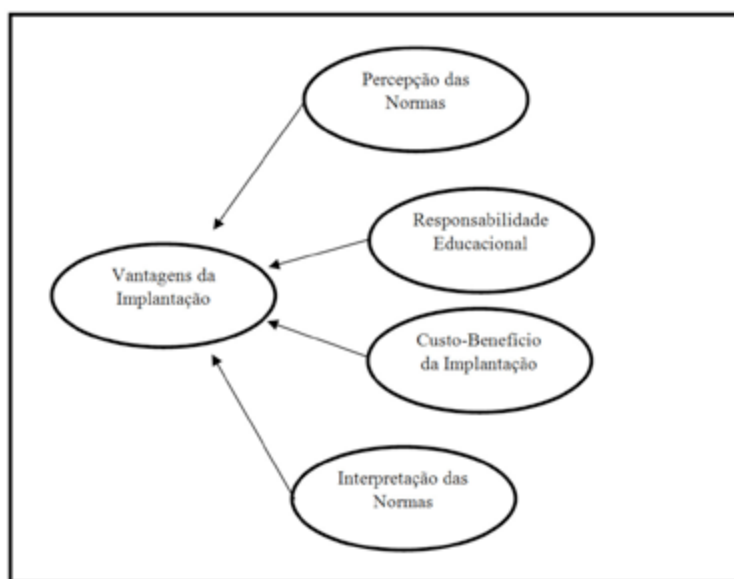 Percepção das
Normas
Responsabilidade
Educacional
Vantagens da
Implantação
Custo-Benefício
da Implantação
Interpretação das
Normas